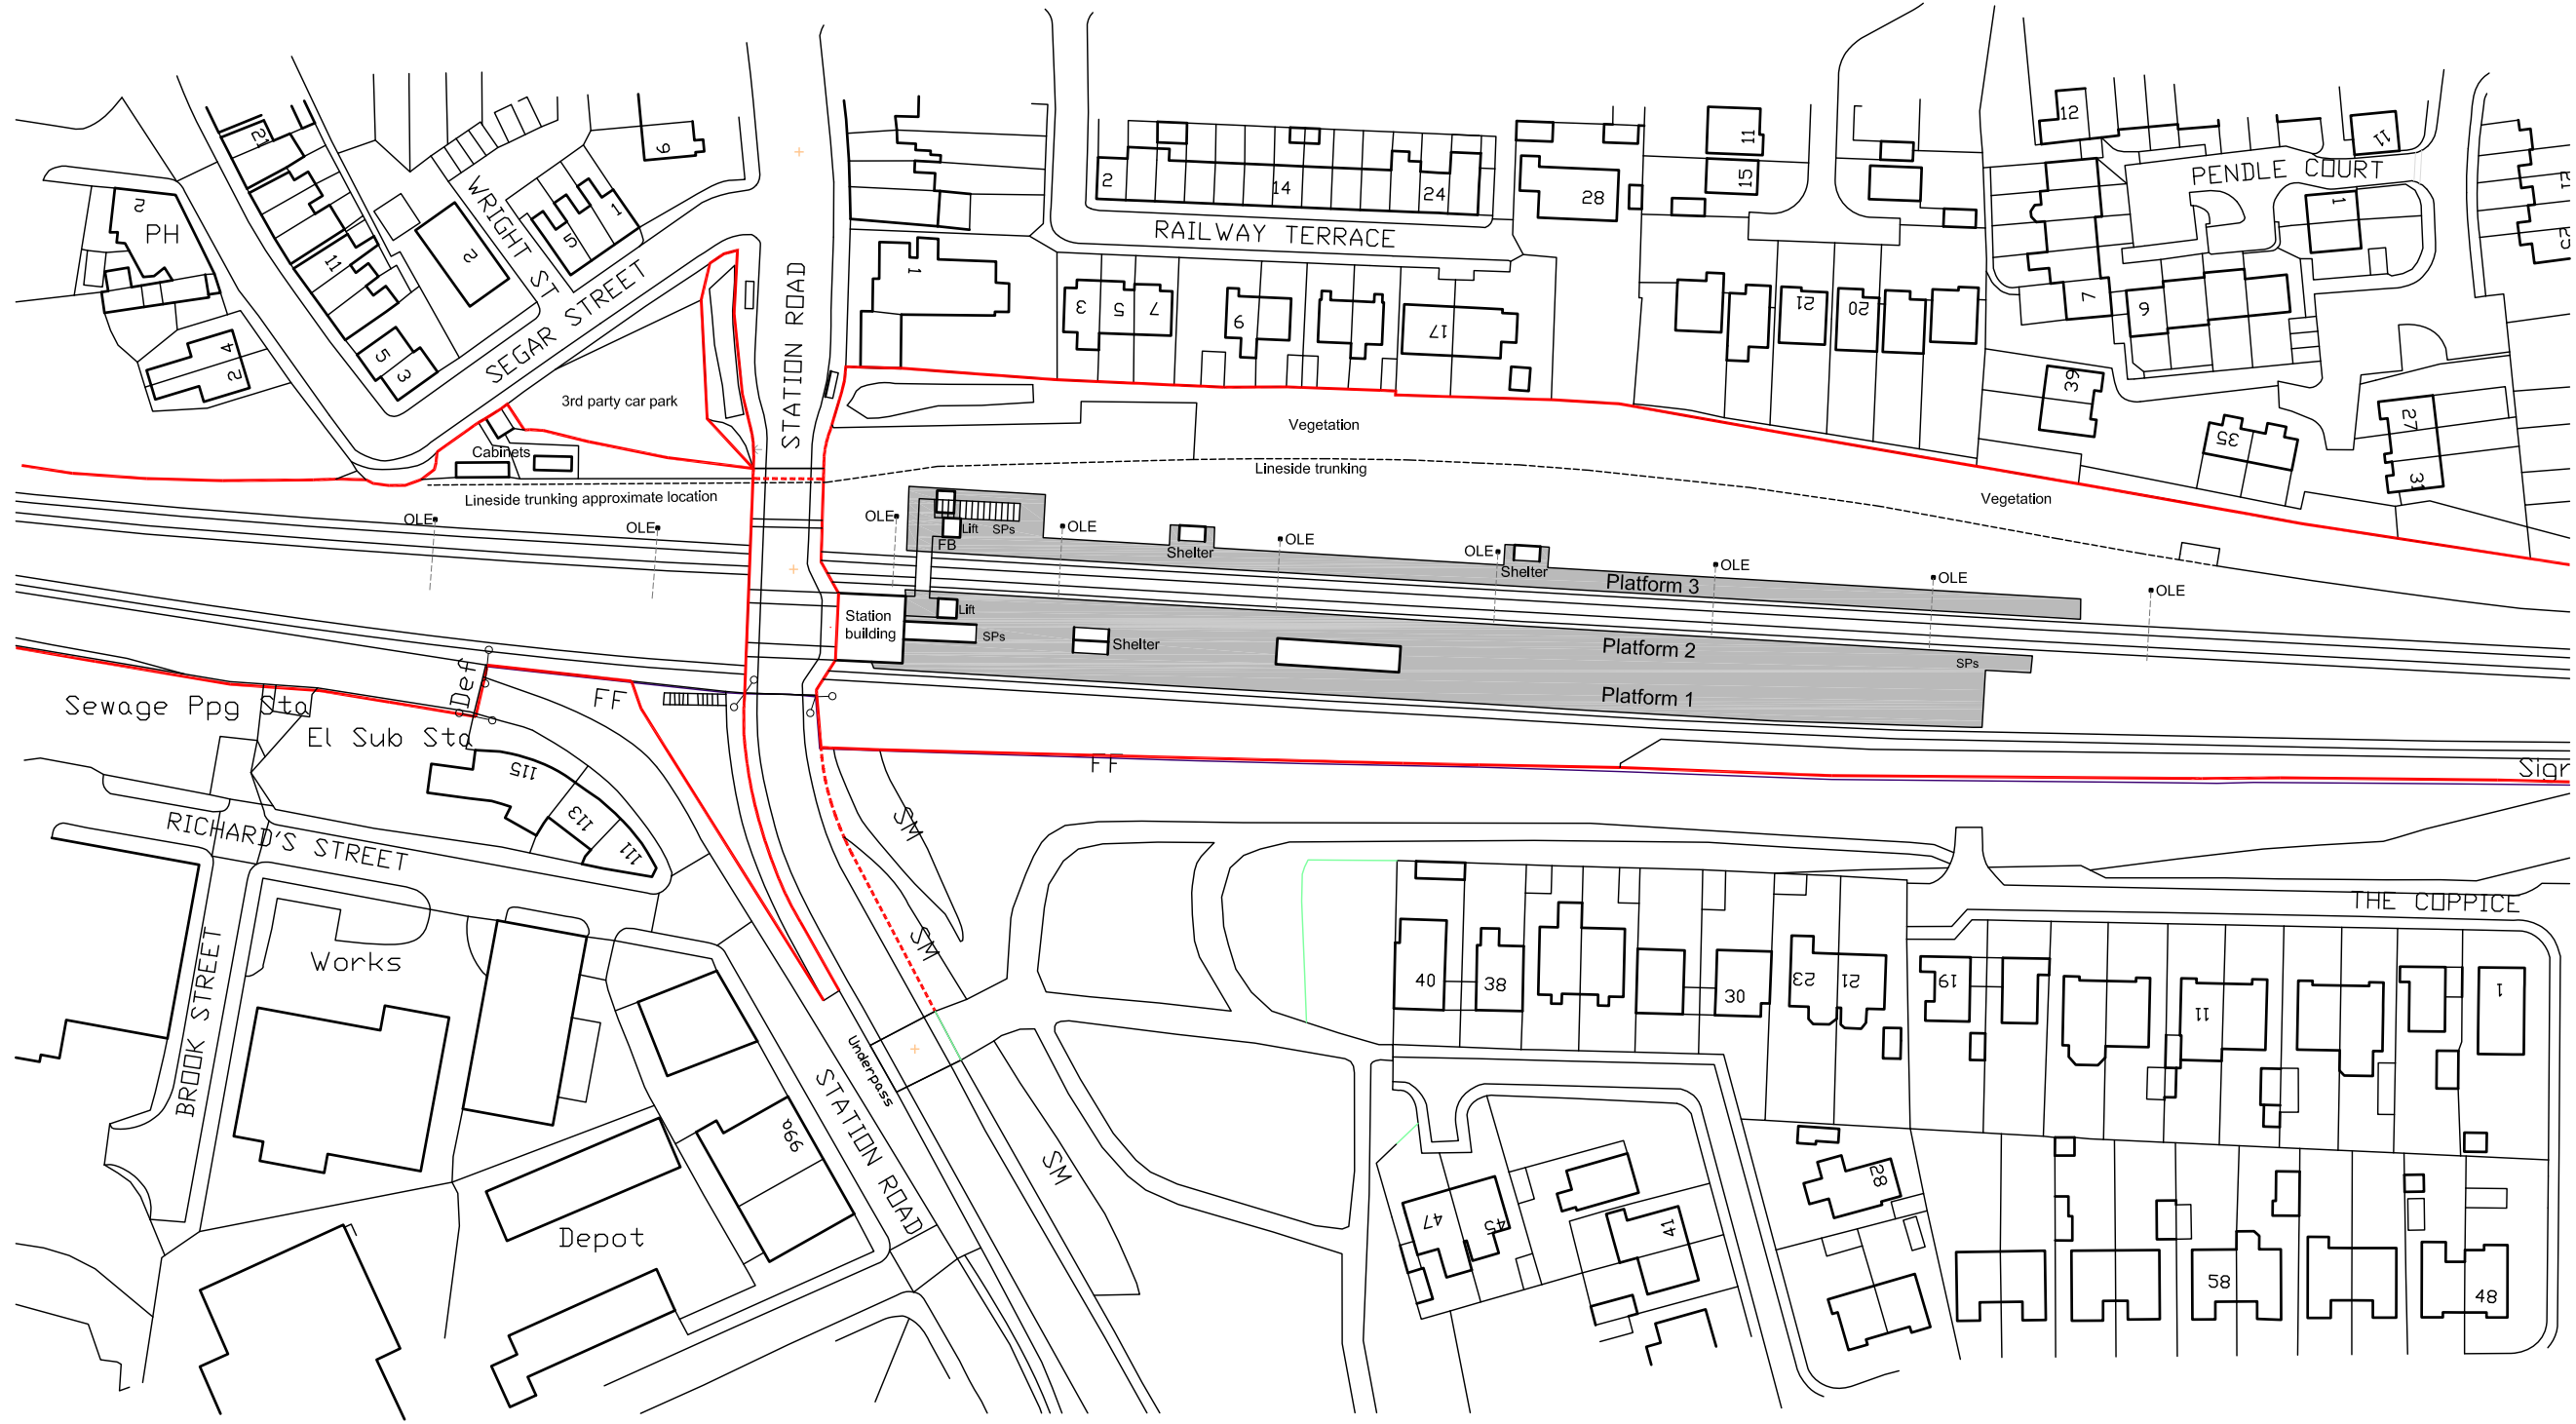 12
11
21
9
11
15
PENDLE COURT
21
2
14
24
28
2
PH
WRIGHT ST
1
5
2
1
23
11
RAILWAY TERRACE
1
SEGAR STREET
STATION ROAD
3
5
7
9
17
21
20
7
9
4
2
5
3
39
27
31
35
3rd party car park
Vegetation
Cabinets
Lineside trunking
Lineside trunking approximate location
Vegetation
OLE
OLE
OLE
Lift
SPs
FB
OLE
Shelter
OLE
OLE
Shelter
OLE
Platform 3
OLE
OLE
Station
building
Lift
SPs
Shelter
Platform 2
SPs
Platform 1
Def
FF
Sewage Ppg Sta
El Sub Sta
FF
Sign
115
113
111
RICHARD'S STREET
SM
THE COPPICE
BROOK STREET
Works
SM
40
38
30
23
21
19
11
1
Underpass
STATION ROAD
99a
SM
28
47
45
41
Depot
58
48